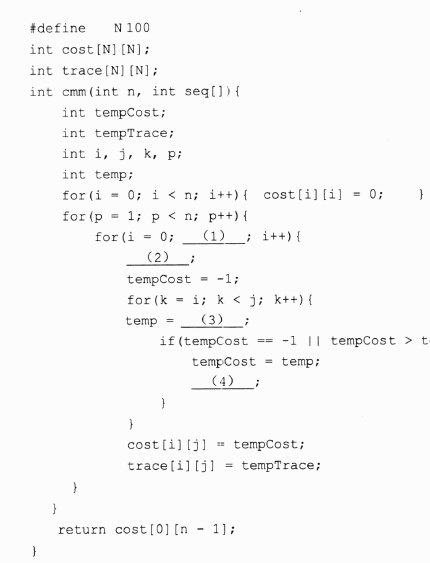 #define    N 100
int cost[N][N];
int trace[N][N];
int cmm(int n, int seq[]){
    int tempCost;
    int tempTrace;
    int i, j, k, p;
    int temp;
    for(i = 0; i < n; i++){  cost[i][i] = 0;    }
    for(p = 1; p < n; p++){
        for(i = 0;   (1)  ; i++){
              (2)  ;
            tempCost = -1;
            for(k = i; k < j; k++){
            temp =   (3)  ;
                if(tempCost == -1 || tempCost > t
                    tempCost = temp;
                      (4)  ;
                }
            }
            cost[i][j] = tempCost;
            trace[i][j] = tempTrace;
      }
   }
    return cost[0][n - 1];
}